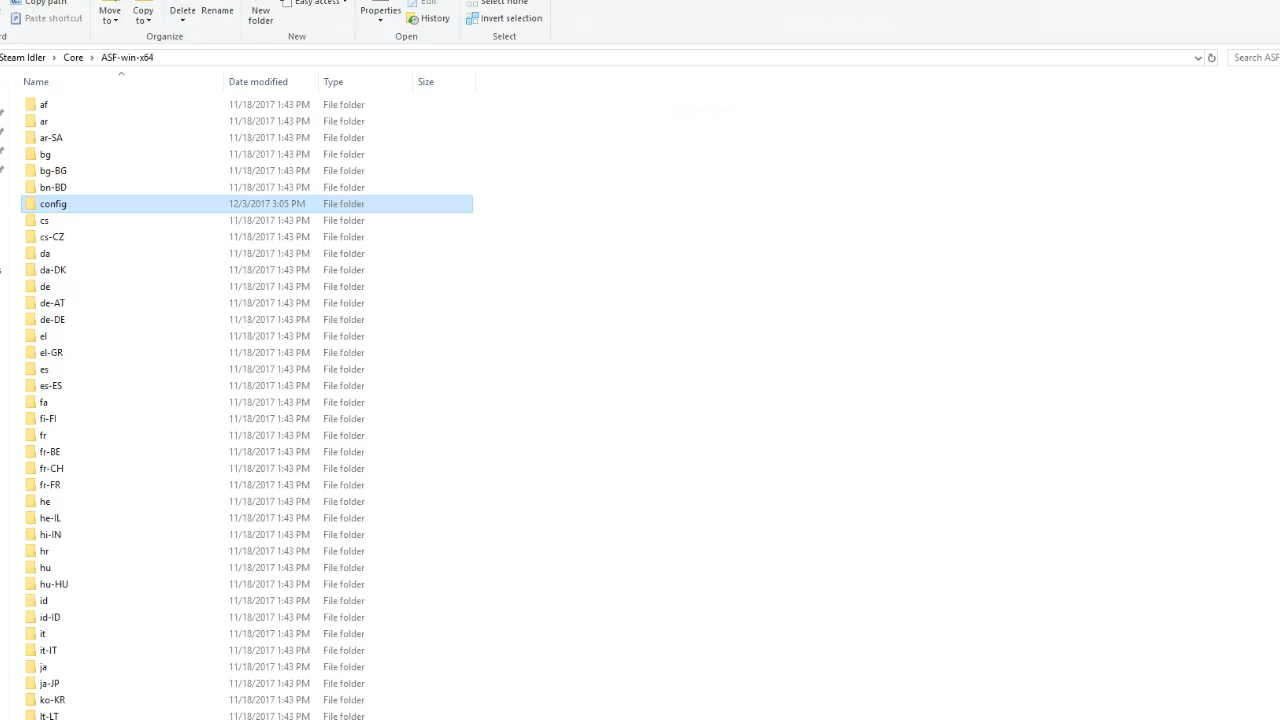 Copy path
Paste shortcut
Move to
Copy to
Delete
Rename
New folder
Easy access
Properties
Edit
History
Select none
Invert selection
Organize
New
Open
Select
Steam Idler > Core > ASF-win-x64
Search ASF
Name Date modified Type Size
af 11/18/2017 1:43 PM File folder
ar 11/18/2017 1:43 PM File folder
ar-SA 11/18/2017 1:43 PM File folder
bg 11/18/2017 1:43 PM File folder
bg-BG 11/18/2017 1:43 PM File folder
bn-BD 11/18/2017 1:43 PM File folder
config 12/3/2017 3:05 PM File folder
cs 11/18/2017 1:43 PM File folder
cs-CZ 11/18/2017 1:43 PM File folder
da 11/18/2017 1:43 PM File folder
da-DK 11/18/2017 1:43 PM File folder
de 11/18/2017 1:43 PM File folder
de-AT 11/18/2017 1:43 PM File folder
de-DE 11/18/2017 1:43 PM File folder
el 11/18/2017 1:43 PM File folder
el-GR 11/18/2017 1:43 PM File folder
es 11/18/2017 1:43 PM File folder
es-ES 11/18/2017 1:43 PM File folder
fa 11/18/2017 1:43 PM File folder
fi-FI 11/18/2017 1:43 PM File folder
fr 11/18/2017 1:43 PM File folder
fr-BE 11/18/2017 1:43 PM File folder
fr-CH 11/18/2017 1:43 PM File folder
fr-FR 11/18/2017 1:43 PM File folder
he 11/18/2017 1:43 PM File folder
he-IL 11/18/2017 1:43 PM File folder
hi-IN 11/18/2017 1:43 PM File folder
hr 11/18/2017 1:43 PM File folder
hu 11/18/2017 1:43 PM File folder
hu-HU 11/18/2017 1:43 PM File folder
id 11/18/2017 1:43 PM File folder
id-ID 11/18/2017 1:43 PM File folder
it 11/18/2017 1:43 PM File folder
it-IT 11/18/2017 1:43 PM File folder
ja 11/18/2017 1:43 PM File folder
ja-JP 11/18/2017 1:43 PM File folder
ko-KR 11/18/2017 1:43 PM File folder
lt-LT 11/18/2017 1:43 PM File folder